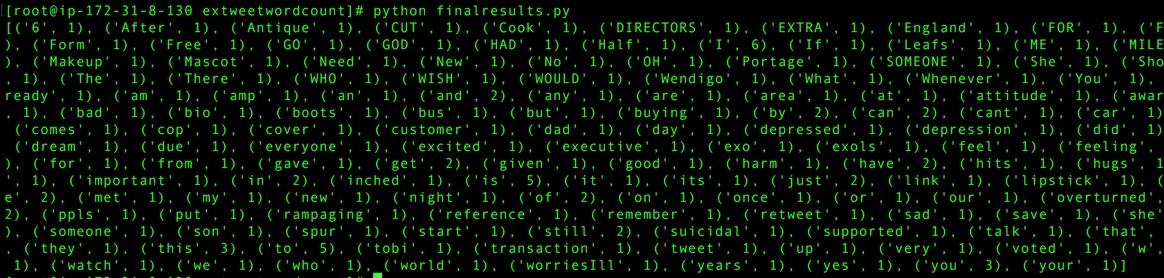 [root@ip-172-31-8-130 extweetwordcount]# python finalresults.py
[('6', 1), ('After', 1), ('Antique', 1), ('CUT', 1), ('Cook', 1), ('DIRECTORS', 1), ('EXTRA', 1), ('England', 1), ('FOR', 1), ('F
), ('Form', 1), ('Free', 1), ('GO', 1), ('GOD', 1), ('HAD', 1), ('Half', 1), ('I', 6), ('If', 1), ('Leafs', 1), ('ME', 1), ('MILE
), ('Makeup', 1), ('Mascot', 1), ('Need', 1), ('New', 1), ('No', 1), ('OH', 1), ('Portage', 1), ('SOMEONE', 1), ('She', 1), ('Sho
, 1), ('The', 1), ('There', 1), ('WHO', 1), ('WISH', 1), ('WOULD', 1), ('Wendigo', 1), ('What', 1), ('Whenever', 1), ('You', 1),
ready', 1), ('am', 1), ('amp', 1), ('an', 1), ('and', 2), ('any', 1), ('are', 1), ('area', 1), ('at', 1), ('attitude', 1), ('awar
, 1), ('bad', 1), ('bio', 1), ('boots', 1), ('bus', 1), ('but', 1), ('buying', 1), ('by', 2), ('can', 2), ('cant', 1), ('car', 1)
 ('comes', 1), ('cop', 1), ('cover', 1), ('customer', 1), ('dad', 1), ('day', 1), ('depressed', 1), ('depression', 1), ('did', 1)
 ('dream', 1), ('due', 1), ('everyone', 1), ('excited', 1), ('executive', 1), ('exo', 1), ('exols', 1), ('feel', 1), ('feeling',
), ('for', 1), ('from', 1), ('gave', 1), ('get', 2), ('given', 1), ('good', 1), ('harm', 1), ('have', 2), ('hits', 1), ('hugs', 1
', 1), ('important', 1), ('in', 2), ('inched', 1), ('is', 5), ('it', 1), ('its', 1), ('just', 2), ('link', 1), ('lipstick', 1), (
e', 2), ('met', 1), ('my', 1), ('new', 1), ('night', 1), ('of', 2), ('on', 1), ('once', 1), ('or', 1), ('our', 1), ('overturned',
2), ('ppls', 1), ('put', 1), ('rampaging', 1), ('reference', 1), ('remember', 1), ('retweet', 1), ('sad', 1), ('save', 1), ('she'
), ('someone', 1), ('son', 1), ('spur', 1), ('start', 1), ('still', 2), ('suicidal', 1), ('supported', 1), ('talk', 1), ('that',
, ('they', 1), ('this', 3), ('to', 5), ('tobi', 1), ('transaction', 1), ('tweet', 1), ('up', 1), ('very', 1), ('voted', 1), ('w',
 1), ('watch', 1), ('we', 1), ('who', 1), ('world', 1), ('worriesIll', 1), ('years', 1), ('yes', 1), ('you', 3), ('your', 1)]